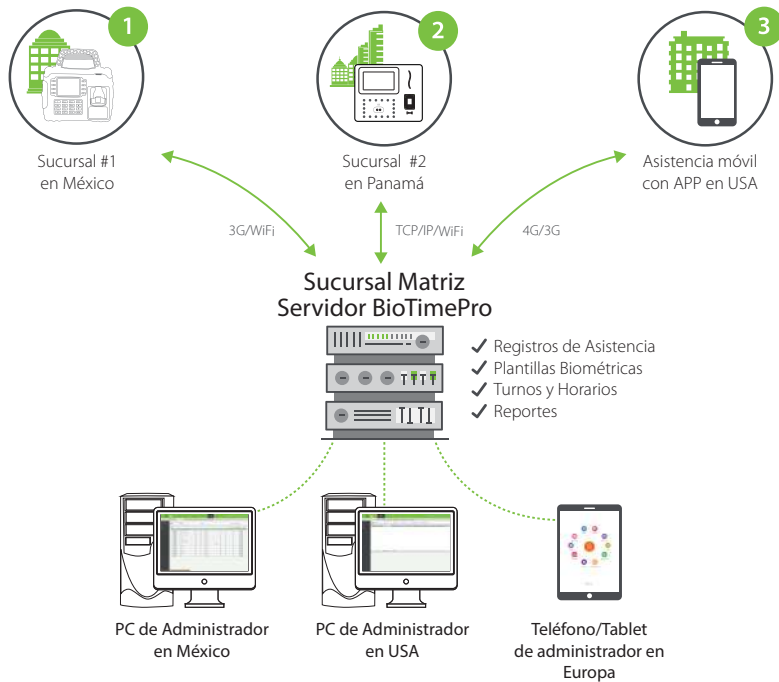 1
2
3
Sucursal #1
en México
Sucursal #2
en Panamá
Asistencia móvil
con APP en USA
3G/WiFi
TCP/IP/WiFi
4G/3G
Sucursal Matriz
Servidor BioTimePro
Registros de Asistencia
Plantillas Biométricas
Turnos y Horarios
Reportes
PC de Administrador
en México
PC de Administrador
en USA
Teléfono/Tablet
de administrador en
Europa